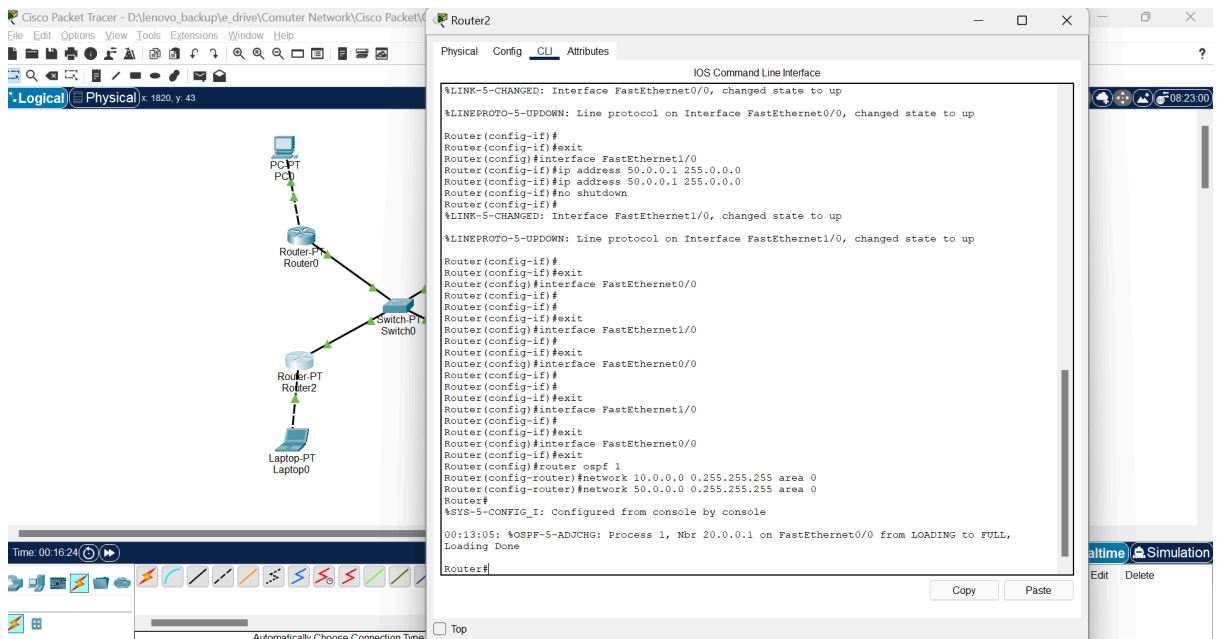 Cisco Packet Tracer - D:\lenovo_backup\e_drive\Comuter Network\Cisco Packet\
File Edit Options View Tools Extensions Window Help
Logical Physical x: 1820, y: 43
08:23:00
PC-PT
PC0
Router-PT
Router0
Switch-PT
Switch0
Router-PT
Router2
Laptop-PT
Laptop0
Time: 00:16:24
Automatically Choose Connection Type
Router2
Physical Config CLI Attributes
IOS Command Line Interface
%LINK-5-CHANGED: Interface FastEthernet0/0, changed state to up
%LINEPROTO-5-UPDOWN: Line protocol on Interface FastEthernet0/0, changed state to up
Router(config-if)#
Router(config-if)#exit
Router(config)#interface FastEthernet1/0
Router(config-if)#ip address 50.0.0.1 255.0.0.0
Router(config-if)#ip address 50.0.0.1 255.0.0.0
Router(config-if)#no shutdown
Router(config-if)#
%LINK-5-CHANGED: Interface FastEthernet1/0, changed state to up
%LINEPROTO-5-UPDOWN: Line protocol on Interface FastEthernet1/0, changed state to up
Router(config-if)#
Router(config-if)#exit
Router(config)#interface FastEthernet0/0
Router(config-if)#
Router(config-if)#
Router(config-if)#exit
Router(config)#interface FastEthernet1/0
Router(config-if)#
Router(config-if)#exit
Router(config)#interface FastEthernet0/0
Router(config-if)#
Router(config-if)#
Router(config-if)#exit
Router(config)#interface FastEthernet1/0
Router(config-if)#
Router(config-if)#exit
Router(config)#interface FastEthernet0/0
Router(config-if)#exit
Router(config)#router ospf 1
Router(config-router)#network 10.0.0.0 0.255.255.255 area 0
Router(config-router)#network 50.0.0.0 0.255.255.255 area 0
Router#
%SYS-5-CONFIG_I: Configured from console by console
00:13:05: %OSPF-5-ADJCHG: Process 1, Nbr 20.0.0.1 on FastEthernet0/0 from LOADING to FULL,
Loading Done
Router#
Copy Paste
Top
?
altime Simulation
Edit Delete